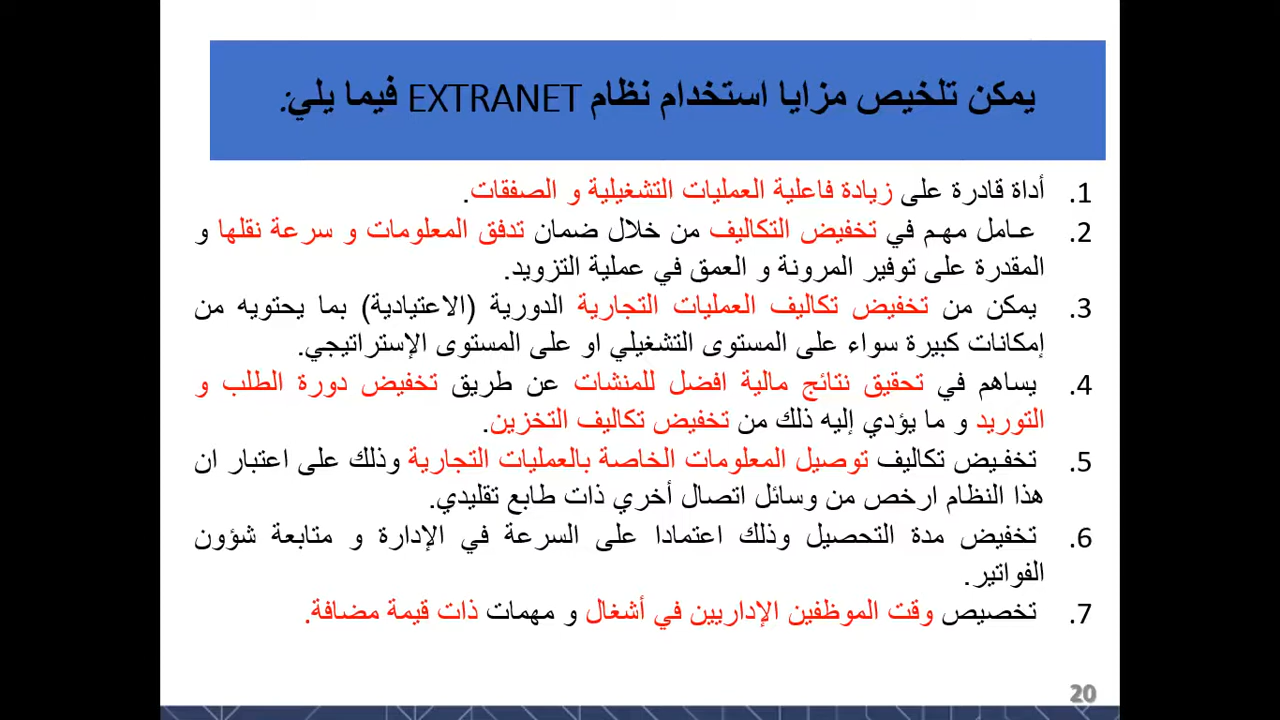 يمكن تلخيص مزايا استخدام نظام EXTRANET فيما يلي:
1. أداة قادرة على زيادة فاعلية العمليات التشغيلية و الصفقات.
2. عامل مهم في تخفيض التكاليف من خلال ضمان تدفق المعلومات و سرعة نقلها و
المقدرة على توفير المرونة و العمق في عملية التزويد.
3. يمكن من تخفيض تكاليف العمليات التجارية الدورية (الاعتيادية) بما يحتويه من
إمكانات كبيرة سواء على المستوى التشغيلي او على المستوى الإستراتيجي.
4. يساهم في تحقيق نتائج مالية افضل للمنشات عن طريق تخفيض دورة الطلب و
التوريد و ما يؤدي إليه ذلك من تخفيض تكاليف التخزين.
5. تخفيض تكاليف توصيل المعلومات الخاصة بالعمليات التجارية وذلك على اعتبار ان
هذا النظام ارخص من وسائل اتصال أخري ذات طابع تقليدي.
6. تخفيض مدة التحصيل وذلك اعتمادا على السرعة في الإدارة و متابعة شؤون
الفواتير.
7. تخصيص وقت الموظفين الإداريين في أشغال و مهمات ذات قيمة مضافة.
20